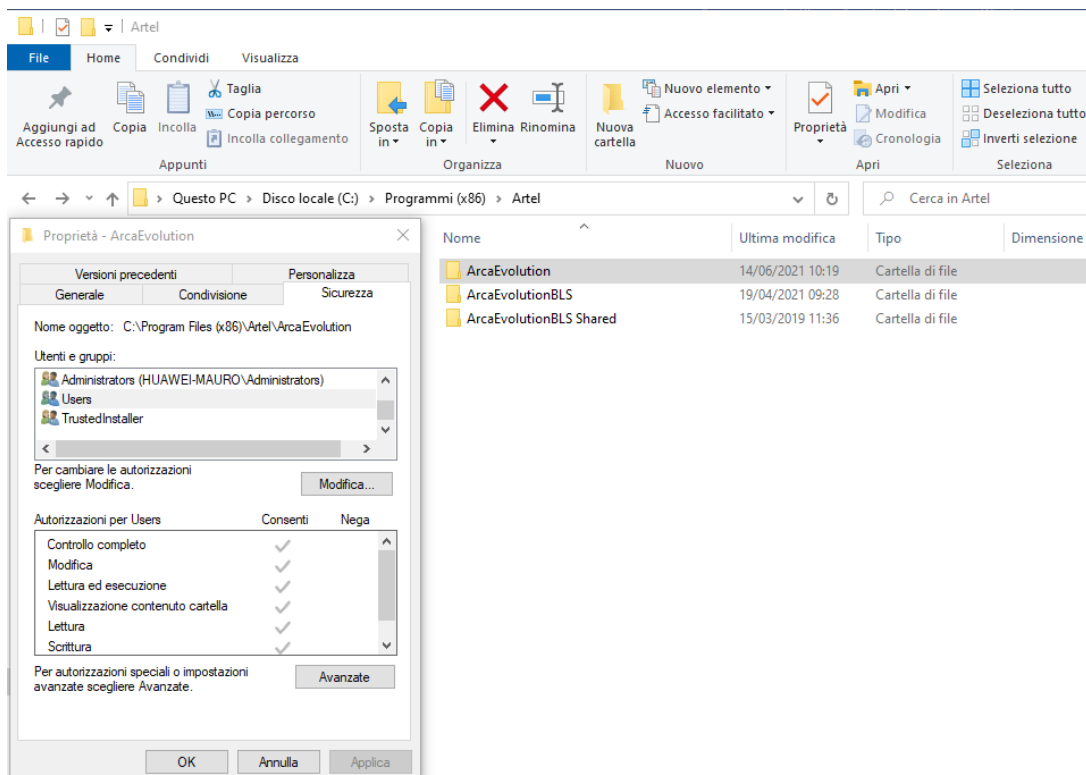 Artel
File Home Condividi Visualizza
Aggiungi ad
Accesso rapido
Copia
Incolla
Taglia
Copia percorso
Incolla collegamento
Appunti
Sposta
in
Copia
in
Elimina
Rinomina
Organizza
Nuova
cartella
Nuovo elemento
Accesso facilitato
Nuovo
Proprietà
Apri
Modifica
Cronologia
Apri
Seleziona tutto
Deseleziona tutto
Inverti selezione
Seleziona
Questo PC > Disco locale (C:) > Programmi (x86) > Artel
Cerca in Artel
Proprietà - ArcaEvolution
Versioni precedenti Personalizza
Generale Condivisione Sicurezza
Nome oggetto: C:\Program Files (x86)\Artel\ArcaEvolution
Utenti e gruppi:
Administrators (HUAWEI-MAURO\Administrators)
Users
TrustedInstaller
Per cambiare le autorizzazioni
scegliere Modifica.
Modifica...
Autorizzazioni per Users Consenti Nega
Controllo completo
Modifica
Lettura ed esecuzione
Visualizzazione contenuto cartella
Lettura
Scrittura
Per autorizzazioni speciali o impostazioni
avanzate scegliere Avanzate.
Avanzate
OK Annulla Applica
Nome Ultima modifica Tipo Dimensione
ArcaEvolution 14/06/2021 10:19 Cartella di file
ArcaEvolutionBLS 19/04/2021 09:28 Cartella di file
ArcaEvolutionBLS Shared 15/03/2019 11:36 Cartella di file